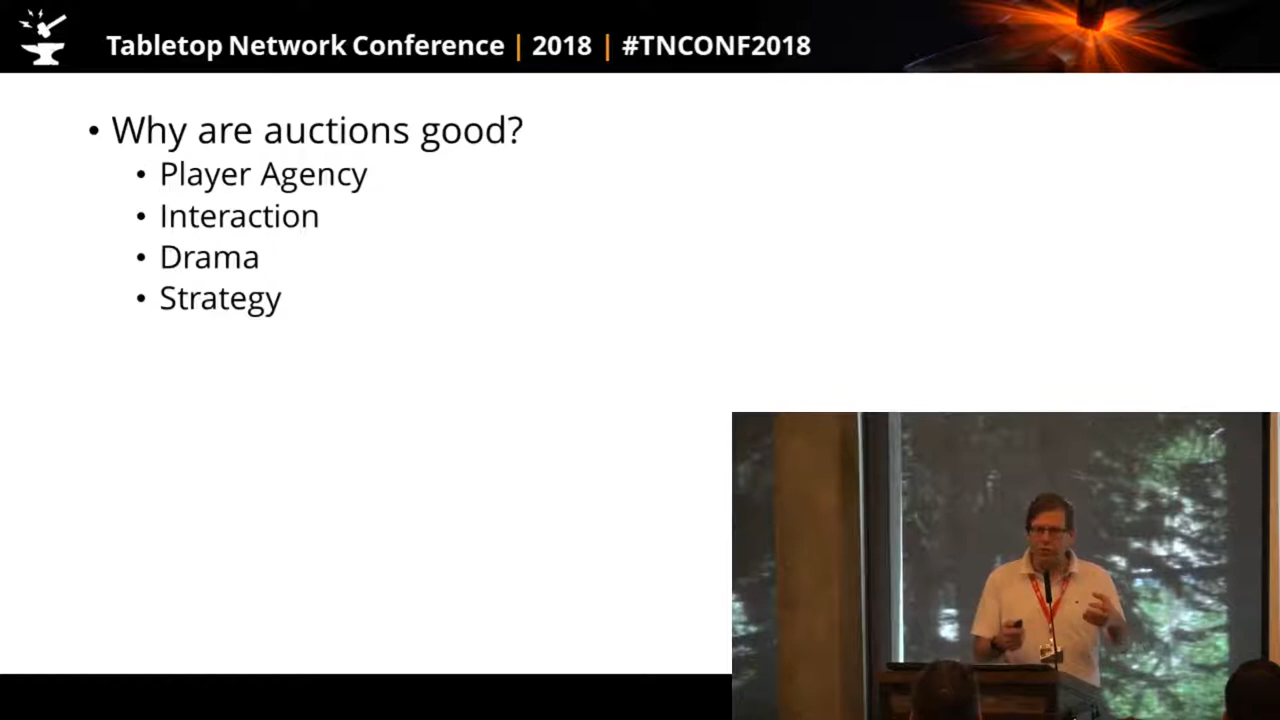 Tabletop Network Conference | 2018 | #TNCONF2018
• Why are auctions good?
• Player Agency
• Interaction
• Drama
• Strategy